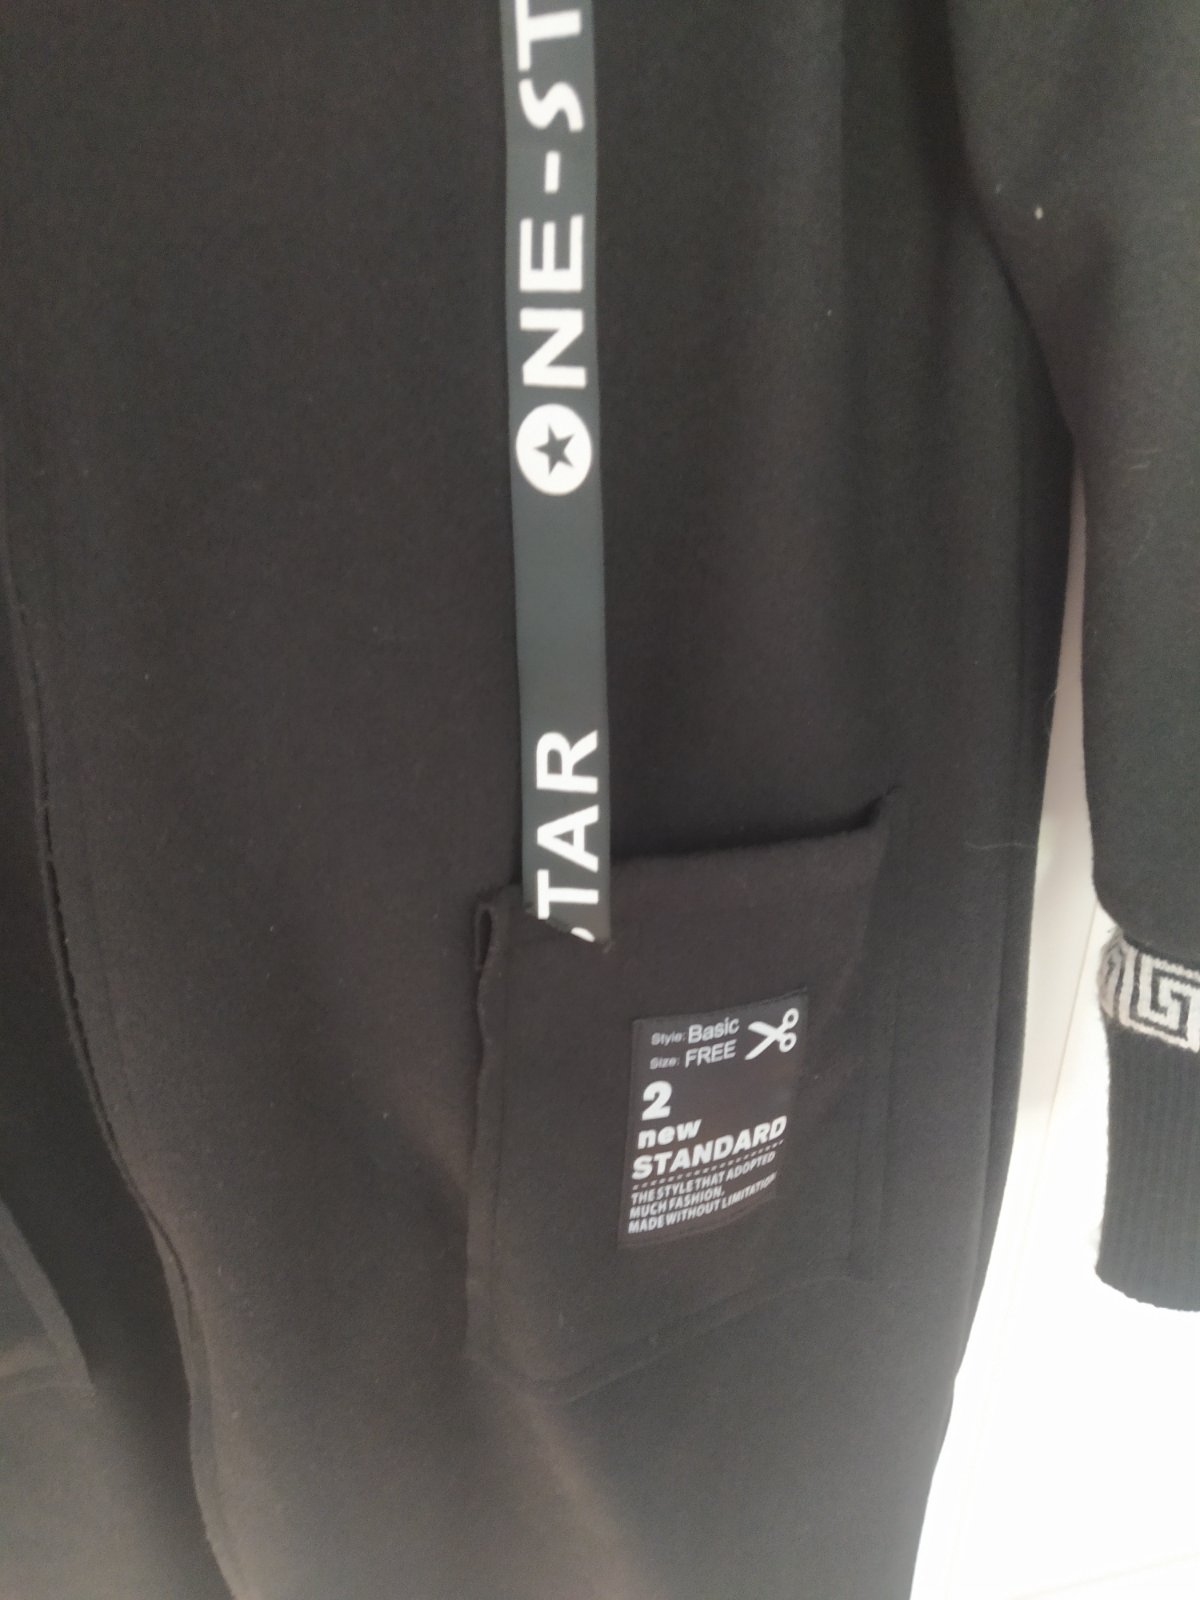 ONE-ST
STAR
Style: Basic
Size: FREE
2
new
STANDARD
THE STYLE THAT ADOPTED
MUCH FASHION.
MADE WITHOUT LIMITATION